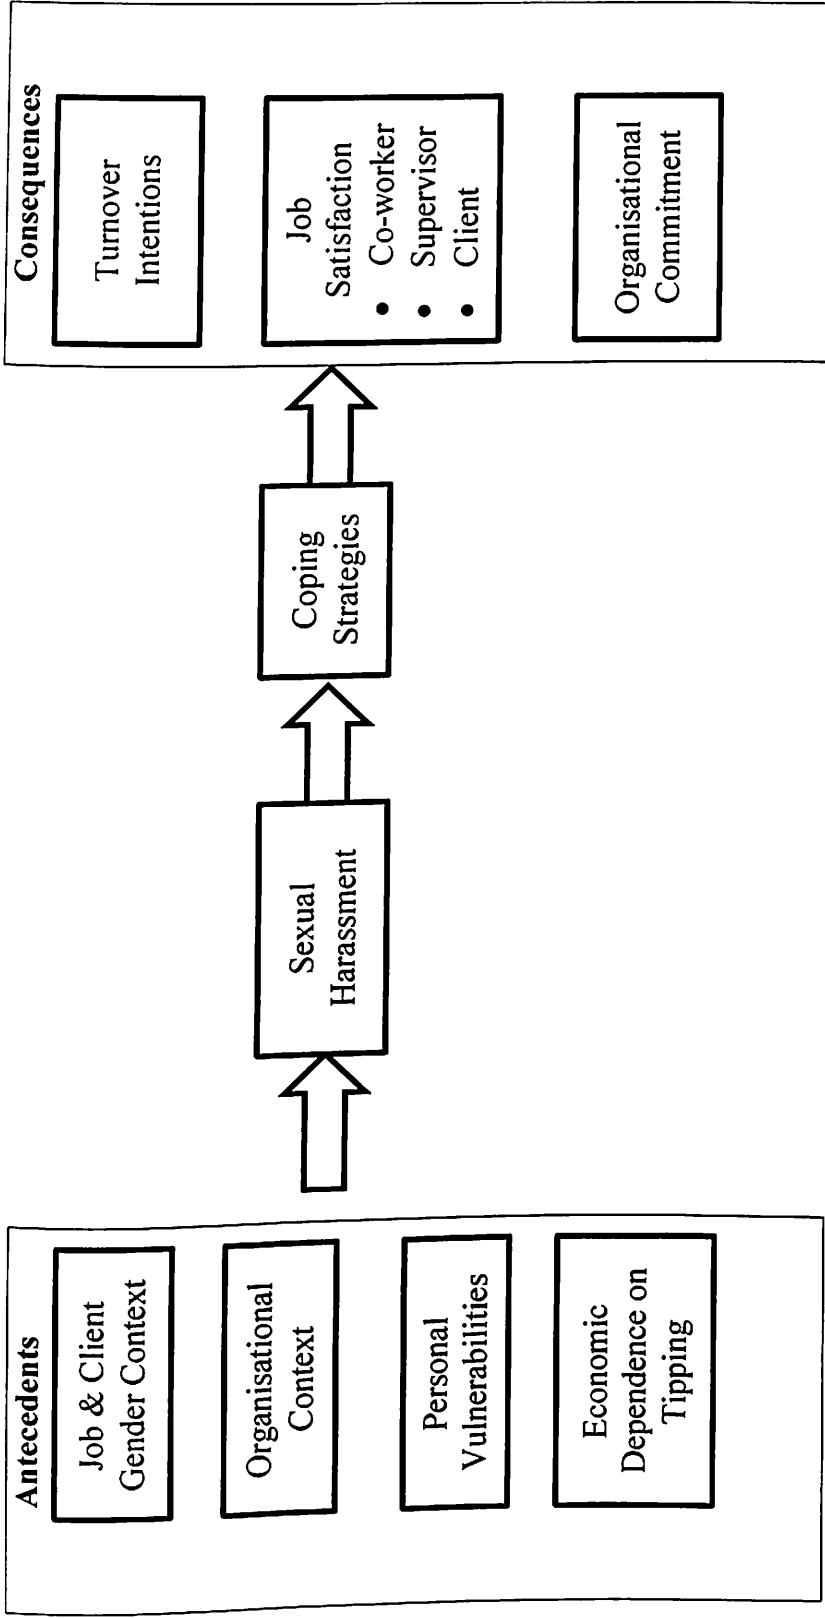 Antecedents
Job & Client
Gender Context
Organisational
Context
Personal
Vulnerabilities
Economic
Dependence on
Tipping
Sexual
Harassment
Coping
Strategies
Consequences
Turnover
Intentions
Job
Satisfaction
• Co-worker
• Supervisor
• Client
Organisational
Commitment